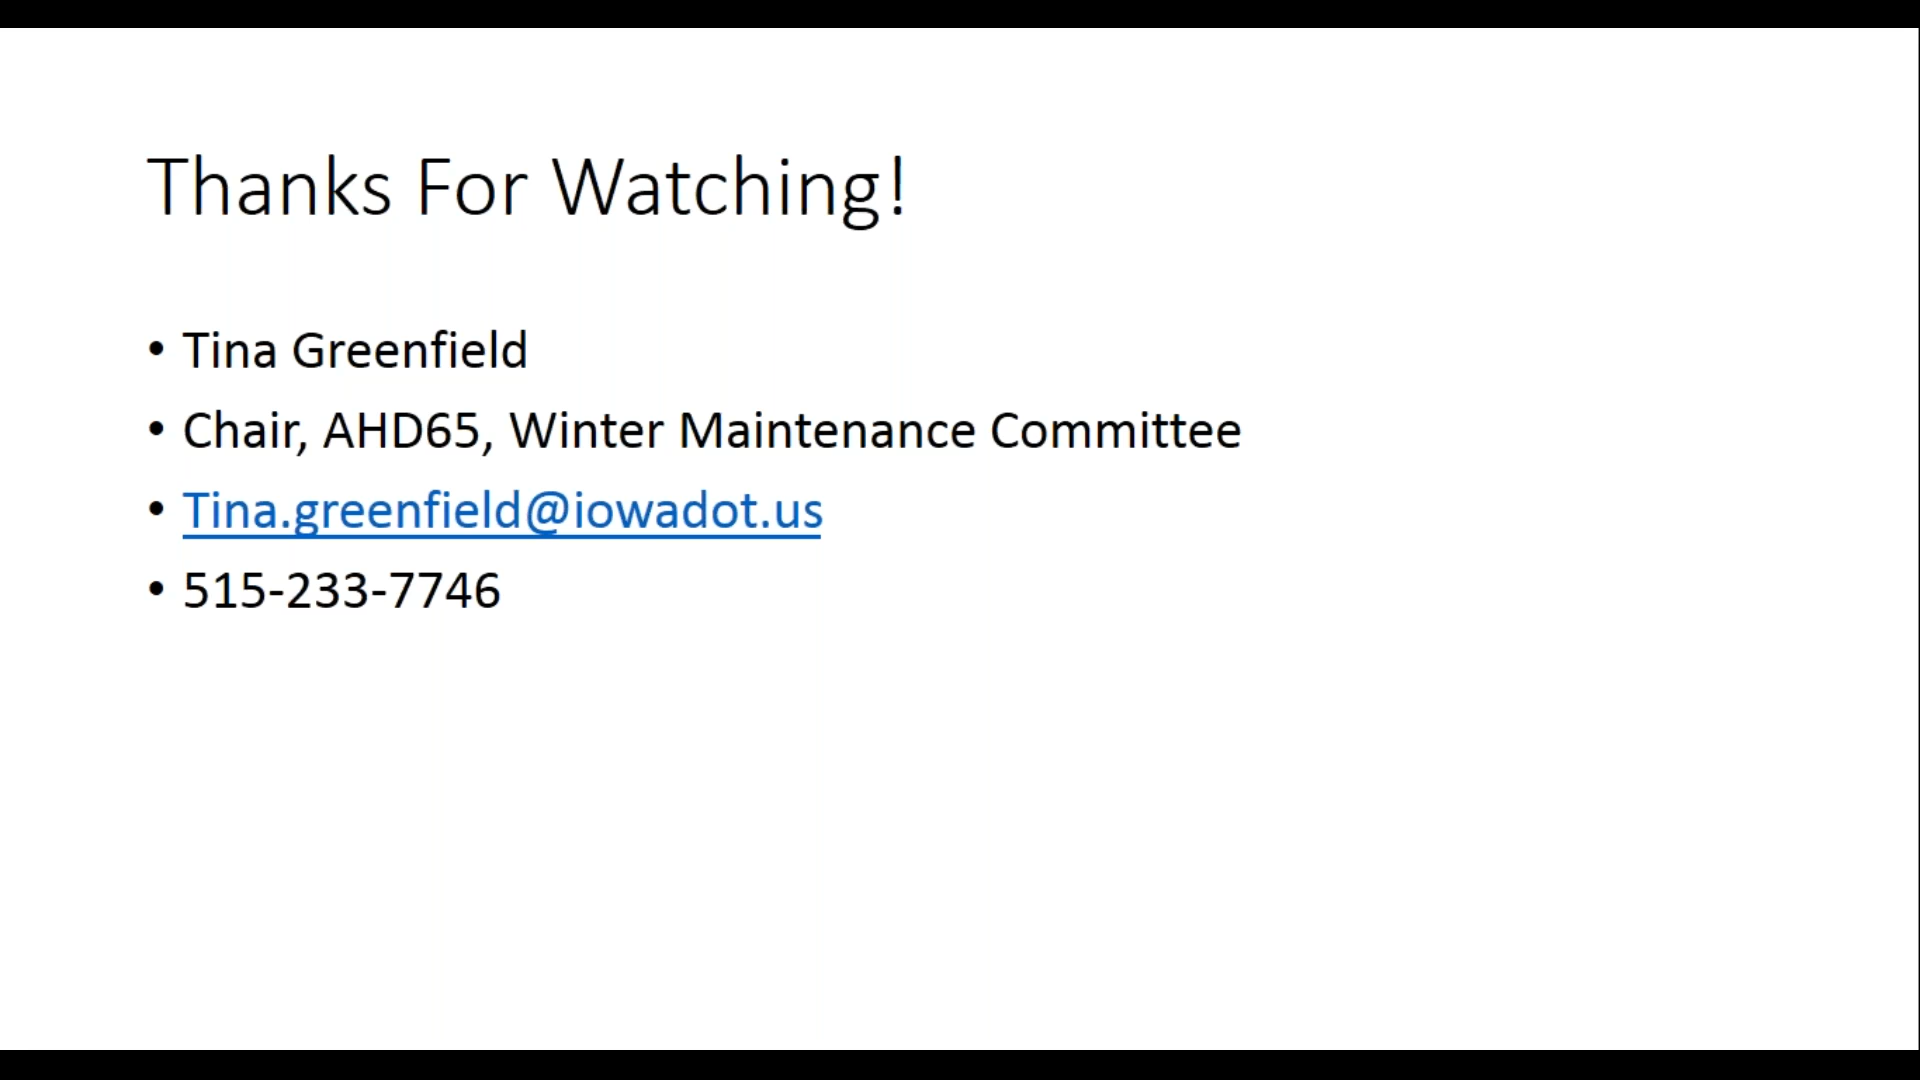 Thanks For Watching!
• Tina Greenfield
• Chair, AHD65, Winter Maintenance Committee
• Tina.greenfield@iowadot.us
• 515-233-7746